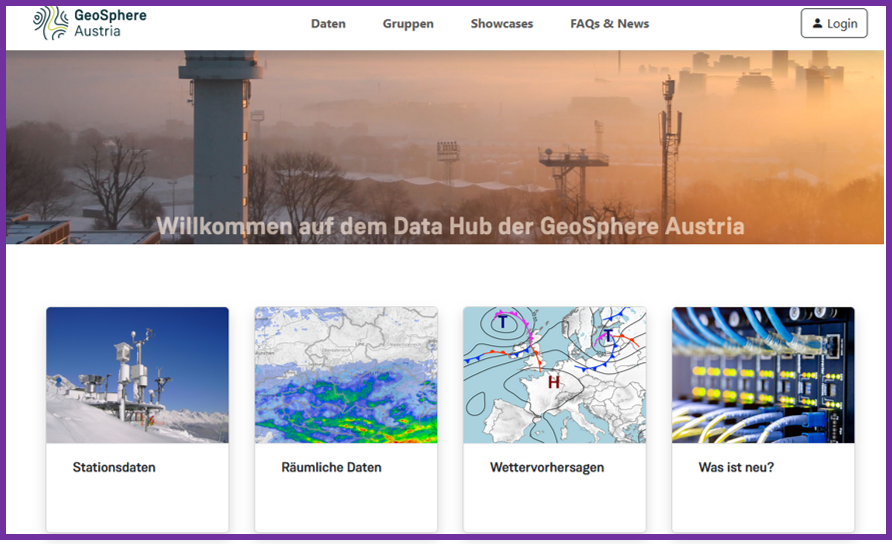 GeoSphere
Austria
Daten Gruppen Showcases FAQs & News Login
Willkommen auf dem Data Hub der GeoSphere Austria
T
T
H
Stationsdaten Räumliche Daten Wettervorhersagen Was ist neu?